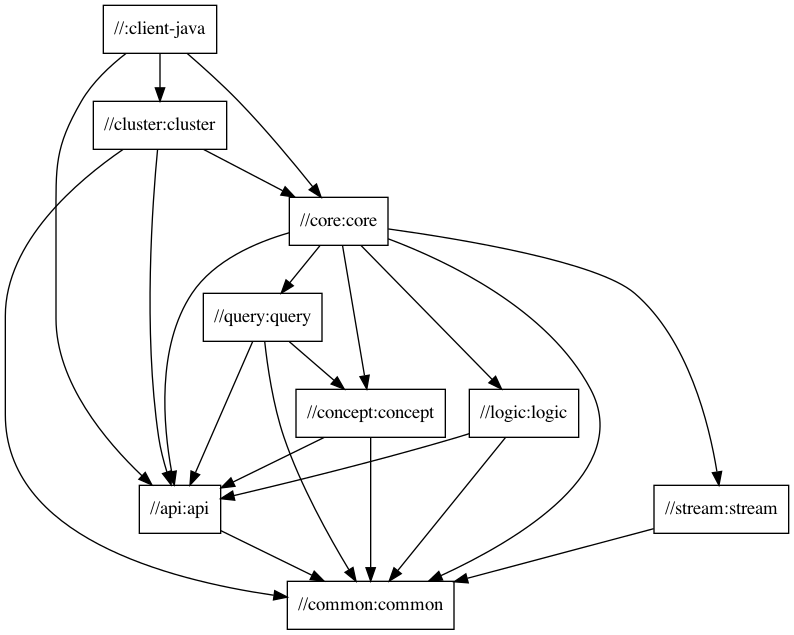 //:client-java
//cluster:cluster
//core:core
//query:query
//concept:concept
//logic:logic
//api:api
//stream:stream
//common:common